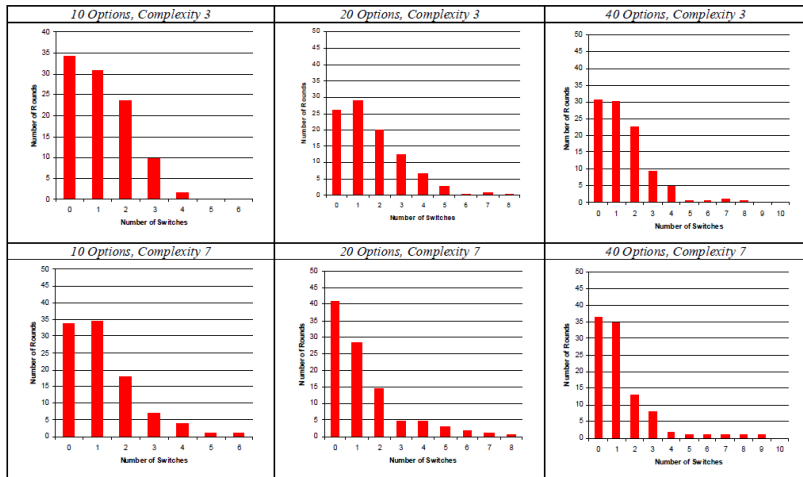 10 Options, Complexity 3
20 Options, Complexity 3
40 Options, Complexity 3
Number of Rounds
40
35
30
25
20
15
10
5
0
0 1 2 3 4 5 6
Number of Switches
Number of Rounds
50
45
40
35
30
25
20
15
10
5
0
0 1 2 3 4 5 6 7 8
Number of Switches
Number of Rounds
50
45
40
35
30
25
20
15
10
5
0
0 1 2 3 4 5 6 7 8 9 10
Number of Switches
10 Options, Complexity 7
20 Options, Complexity 7
40 Options, Complexity 7
Number of Rounds
50
45
40
35
30
25
20
15
10
5
0
0 1 2 3 4 5 6
Number of Switches
Number of Rounds
50
45
40
35
30
25
20
15
10
5
0
0 1 2 3 4 5 6 7 8
Number of Switches
Number of Rounds
50
45
40
35
30
25
20
15
10
5
0
0 1 2 3 4 5 6 7 8 9 10
Number of Switches